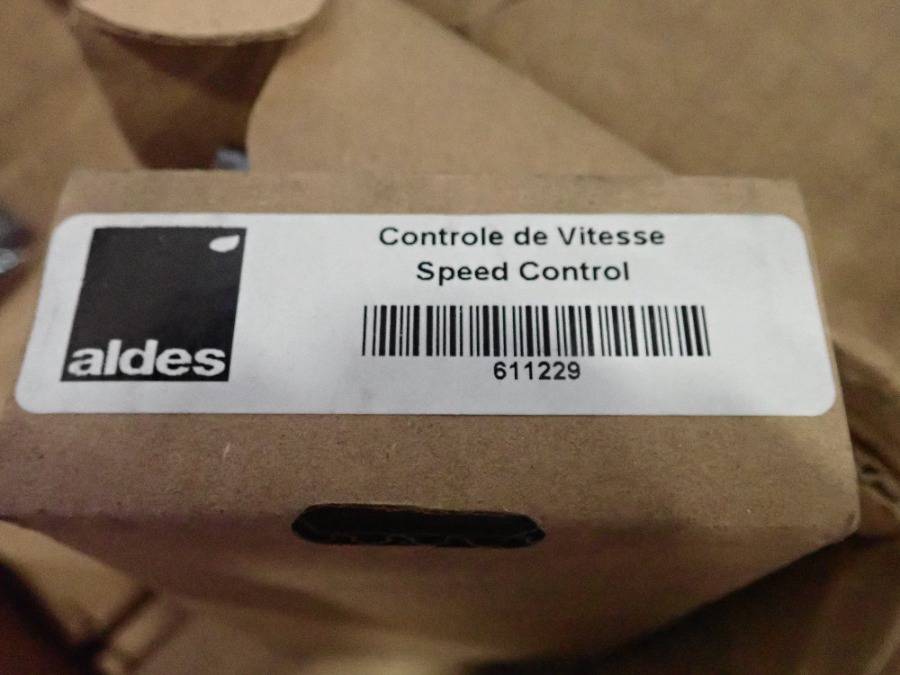 aldes
Controle de Vitesse
Speed Control
611229